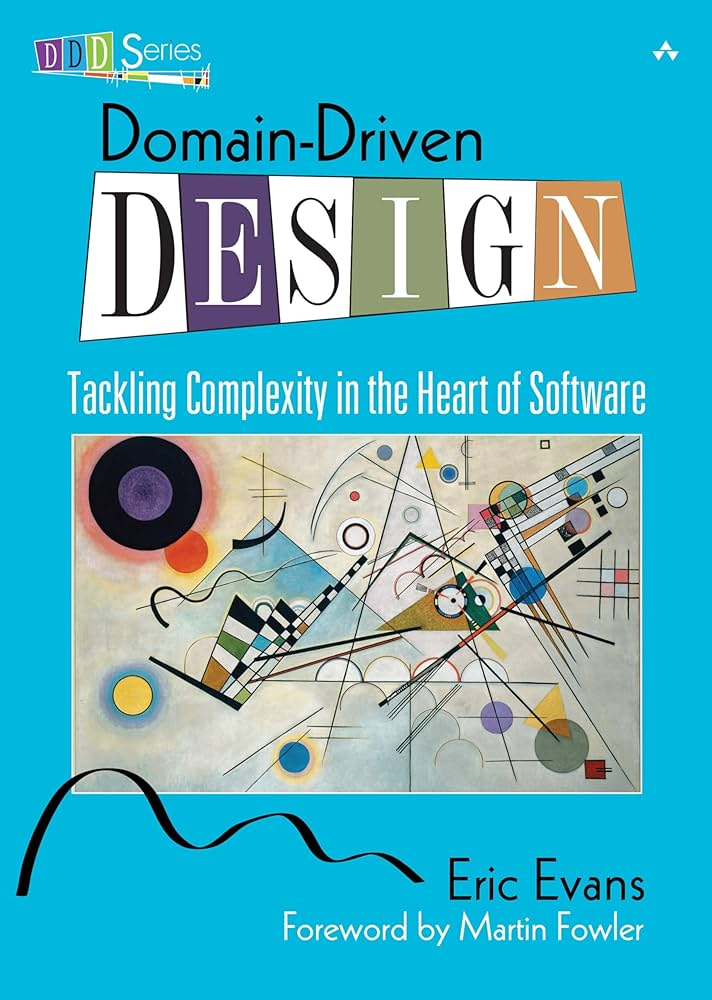 DDD Series
Domain-Driven
DESIGN
Tackling Complexity in the Heart of Software
Eric Evans
Foreword by Martin Fowler